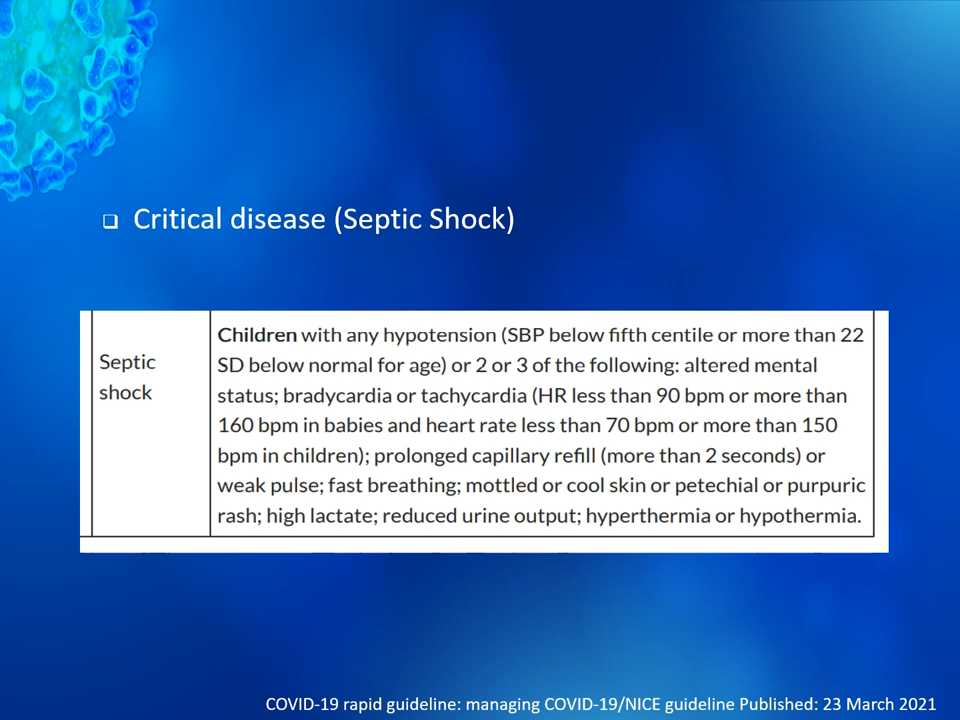 Critical disease (Septic Shock)
Septic
shock
Children with any hypotension (SBP below fifth centile or more than 22
SD below normal for age) or 2 or 3 of the following: altered mental
status; bradycardia or tachycardia (HR less than 90 bpm or more than
160 bpm in babies and heart rate less than 70 bpm or more than 150
bpm in children); prolonged capillary refill (more than 2 seconds) or
weak pulse; fast breathing; mottled or cool skin or petechial or purpuric
rash; high lactate; reduced urine output; hyperthermia or hypothermia.
COVID-19 rapid guideline: managing COVID-19/NICE guideline Published: 23 March 2021